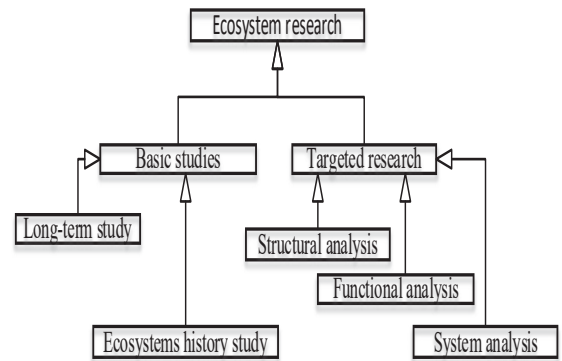 Ecosystem research
Basic studies
Targeted research
Long-term study
Structural analysis
Functional analysis
Ecosystems history study
System analysis